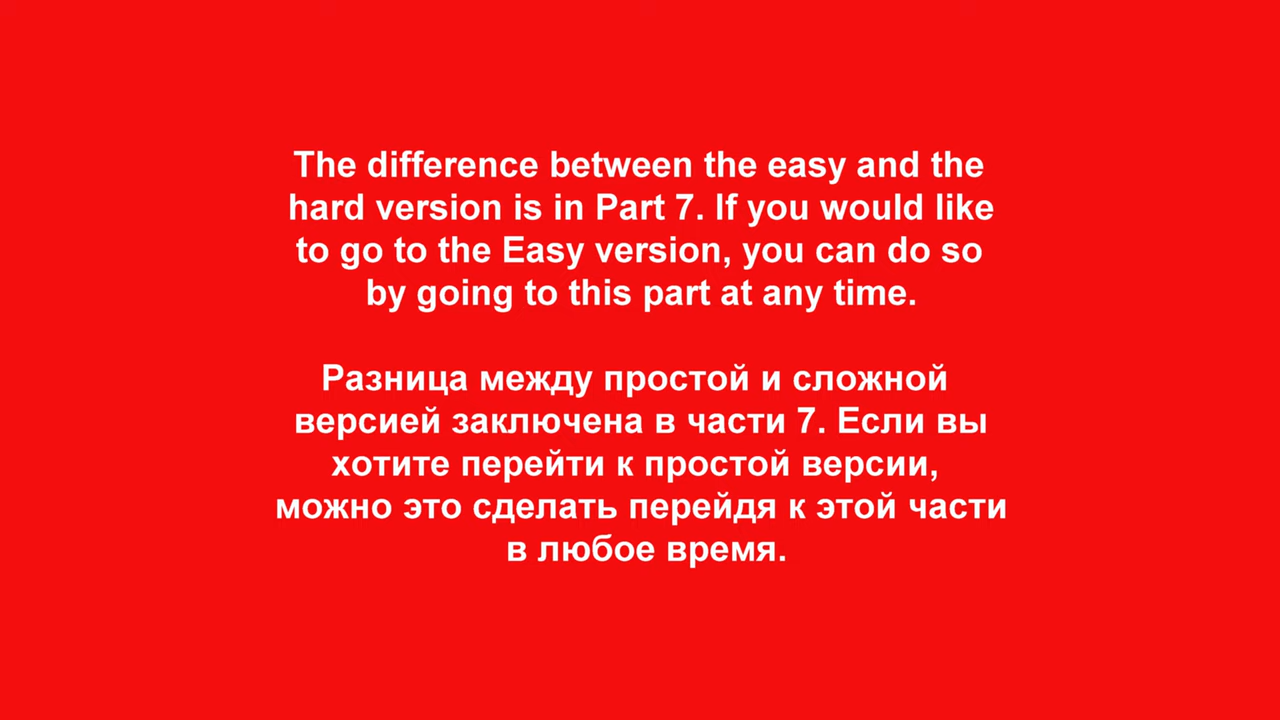 The difference between the easy and the
hard version is in Part 7. If you would like
to go to the Easy version, you can do so
by going to this part at any time.
Разница между простой и сложной
версией заключена в части 7. Если вы
хотите перейти к простой версии,
можно это сделать перейдя к этой части
в любое время.